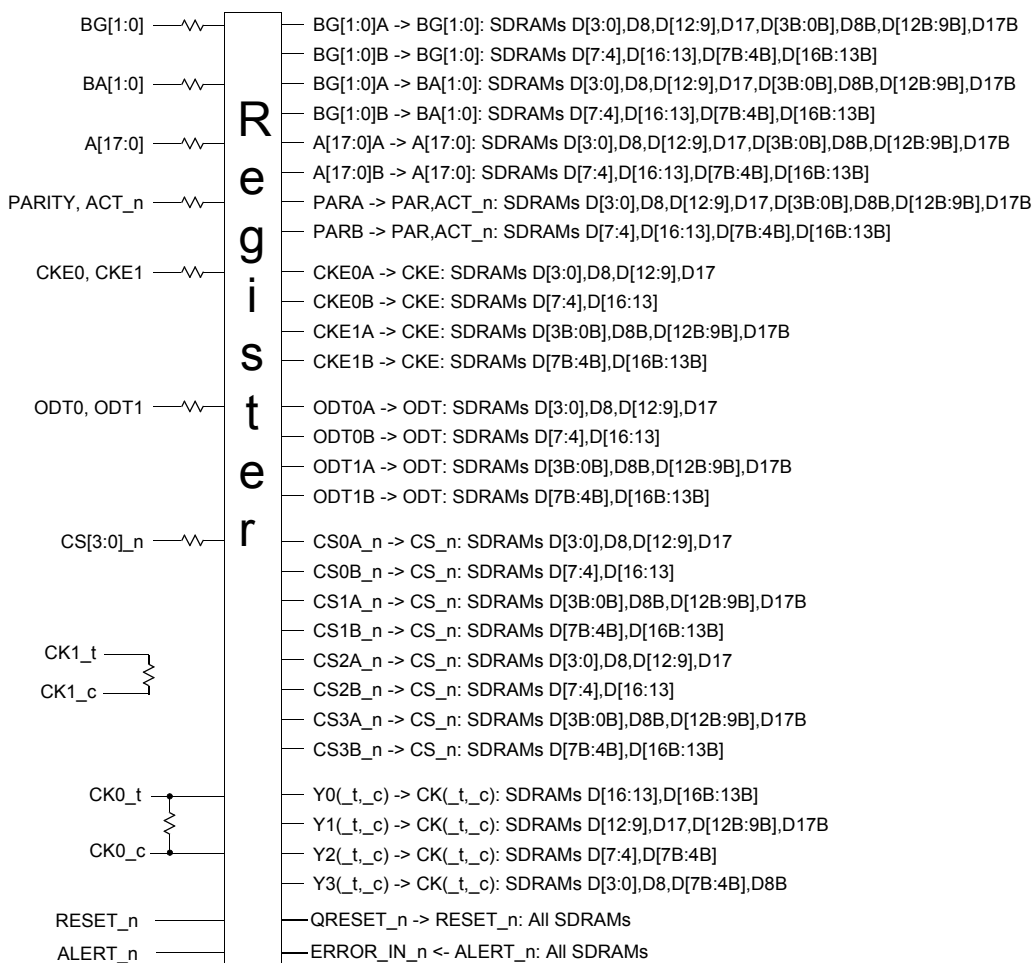 BG[1:0]
BG[1:0]A -> BG[1:0]: SDRAMs D[3:0],D8,D[12:9],D17,D[3B:0B],D8B,D[12B:9B],D17B
BG[1:0]B -> BG[1:0]: SDRAMs D[7:4],D[16:13],D[7B:4B],D[16B:13B]
BA[1:0]
BG[1:0]A -> BA[1:0]: SDRAMs D[3:0],D8,D[12:9],D17,D[3B:0B],D8B,D[12B:9B],D17B
BG[1:0]B -> BA[1:0]: SDRAMs D[7:4],D[16:13],D[7B:4B],D[16B:13B]
A[17:0]
A[17:0]A -> A[17:0]: SDRAMs D[3:0],D8,D[12:9],D17,D[3B:0B],D8B,D[12B:9B],D17B
A[17:0]B -> A[17:0]: SDRAMs D[7:4],D[16:13],D[7B:4B],D[16B:13B]
PARITY, ACT_n
PARA -> PAR,ACT_n: SDRAMs D[3:0],D8,D[12:9],D17,D[3B:0B],D8B,D[12B:9B],D17B
PARB -> PAR,ACT_n: SDRAMs D[7:4],D[16:13],D[7B:4B],D[16B:13B]
CKE0, CKE1
CKE0A -> CKE: SDRAMs D[3:0],D8,D[12:9],D17
CKE0B -> CKE: SDRAMs D[7:4],D[16:13]
CKE1A -> CKE: SDRAMs D[3B:0B],D8B,D[12B:9B],D17B
CKE1B -> CKE: SDRAMs D[7B:4B],D[16B:13B]
Register
ODT0, ODT1
ODT0A -> ODT: SDRAMs D[3:0],D8,D[12:9],D17
ODT0B -> ODT: SDRAMs D[7:4],D[16:13]
ODT1A -> ODT: SDRAMs D[3B:0B],D8B,D[12B:9B],D17B
ODT1B -> ODT: SDRAMs D[7B:4B],D[16B:13B]
CS[3:0]_n
CS0A_n -> CS_n: SDRAMs D[3:0],D8,D[12:9],D17
CS0B_n -> CS_n: SDRAMs D[7:4],D[16:13]
CS1A_n -> CS_n: SDRAMs D[3B:0B],D8B,D[12B:9B],D17B
CS1B_n -> CS_n: SDRAMs D[7B:4B],D[16B:13B]
CS2A_n -> CS_n: SDRAMs D[3:0],D8,D[12:9],D17
CS2B_n -> CS_n: SDRAMs D[7:4],D[16:13]
CS3A_n -> CS_n: SDRAMs D[3B:0B],D8B,D[12B:9B],D17B
CS3B_n -> CS_n: SDRAMs D[7B:4B],D[16B:13B]
CK1_t
CK1_c
CK0_t
CK0_c
Y0(_t,_c) -> CK(_t,_c): SDRAMs D[16:13],D[16B:13B]
Y1(_t,_c) -> CK(_t,_c): SDRAMs D[12:9],D17,D[12B:9B],D17B
Y2(_t,_c) -> CK(_t,_c): SDRAMs D[7:4],D[7B:4B]
Y3(_t,_c) -> CK(_t,_c): SDRAMs D[3:0],D8,D[7B:4B],D8B
RESET_n
QRESET_n -> RESET_n: All SDRAMs
ALERT_n
ERROR_IN_n <- ALERT_n: All SDRAMs